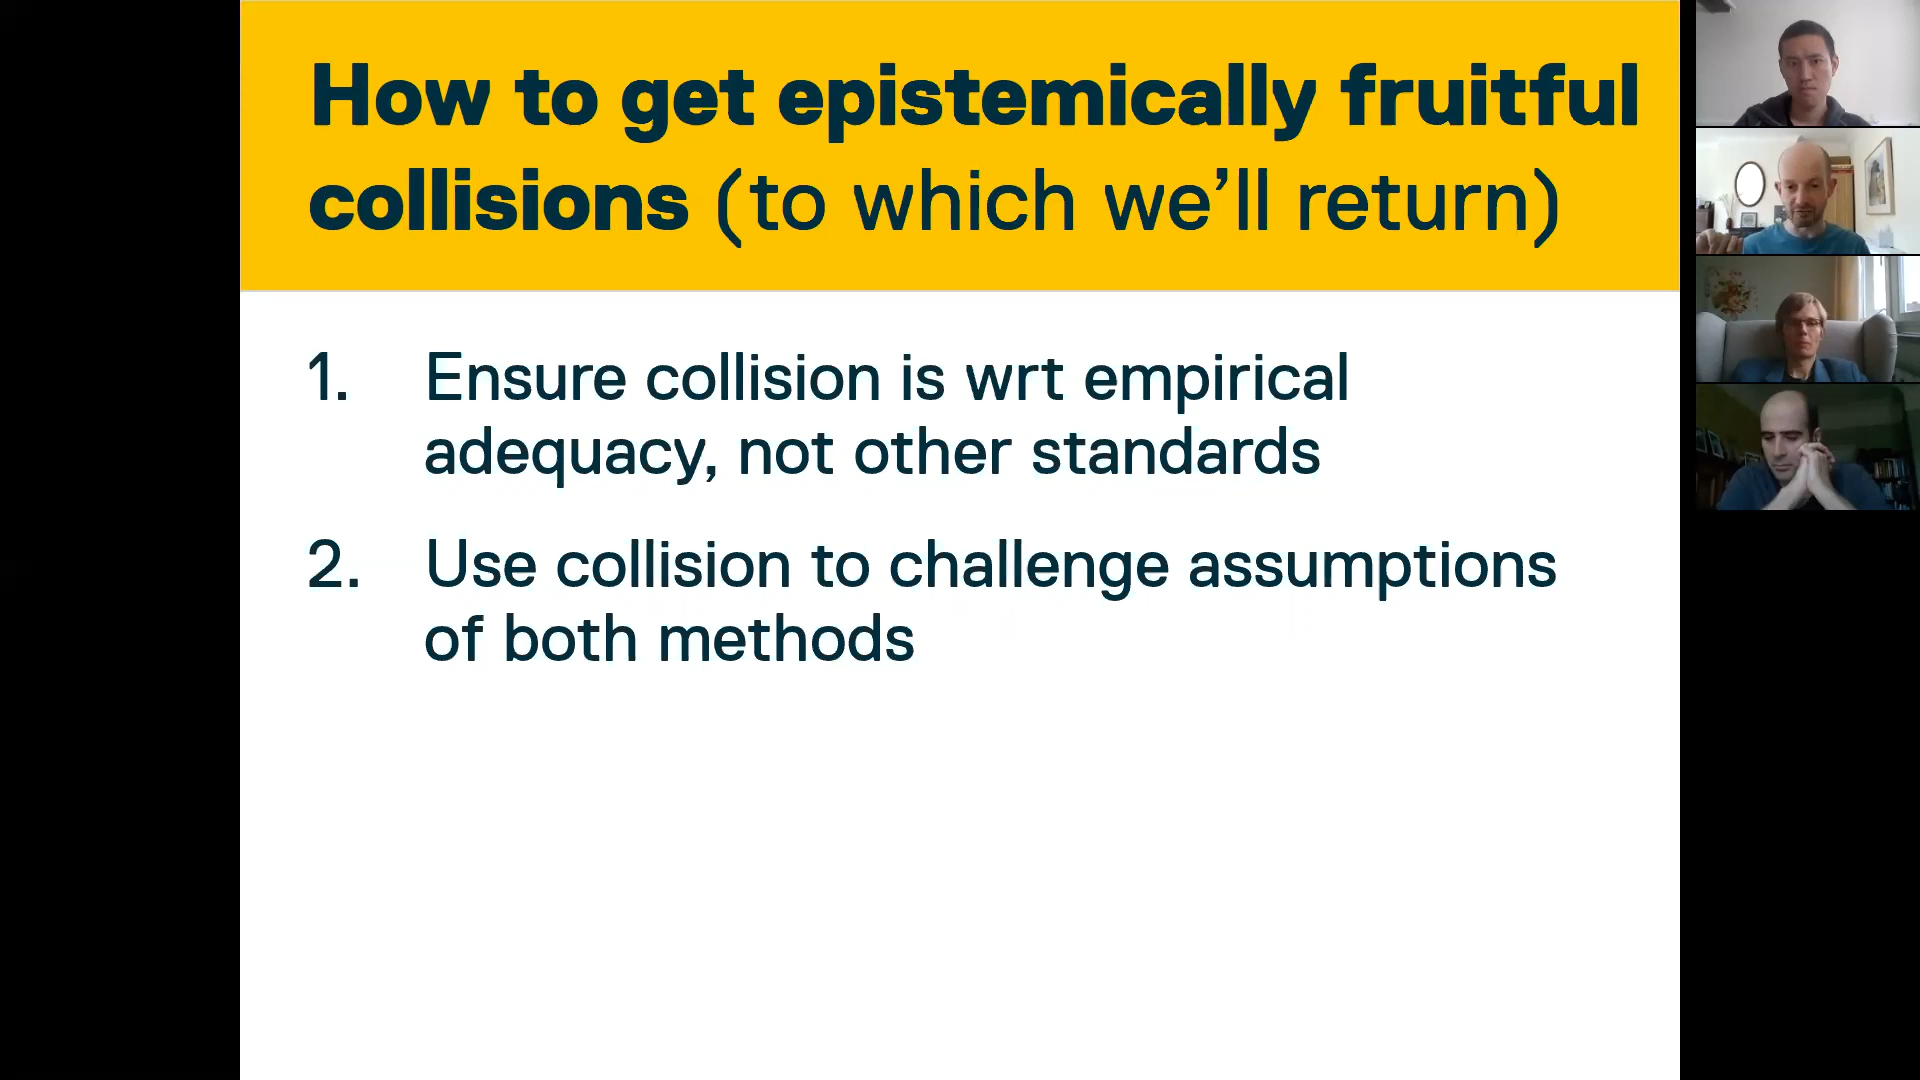 How to get epistemically fruitful
collisions (to which we’ll return)
1. Ensure collision is wrt empirical
adequacy, not other standards
2. Use collision to challenge assumptions
of both methods